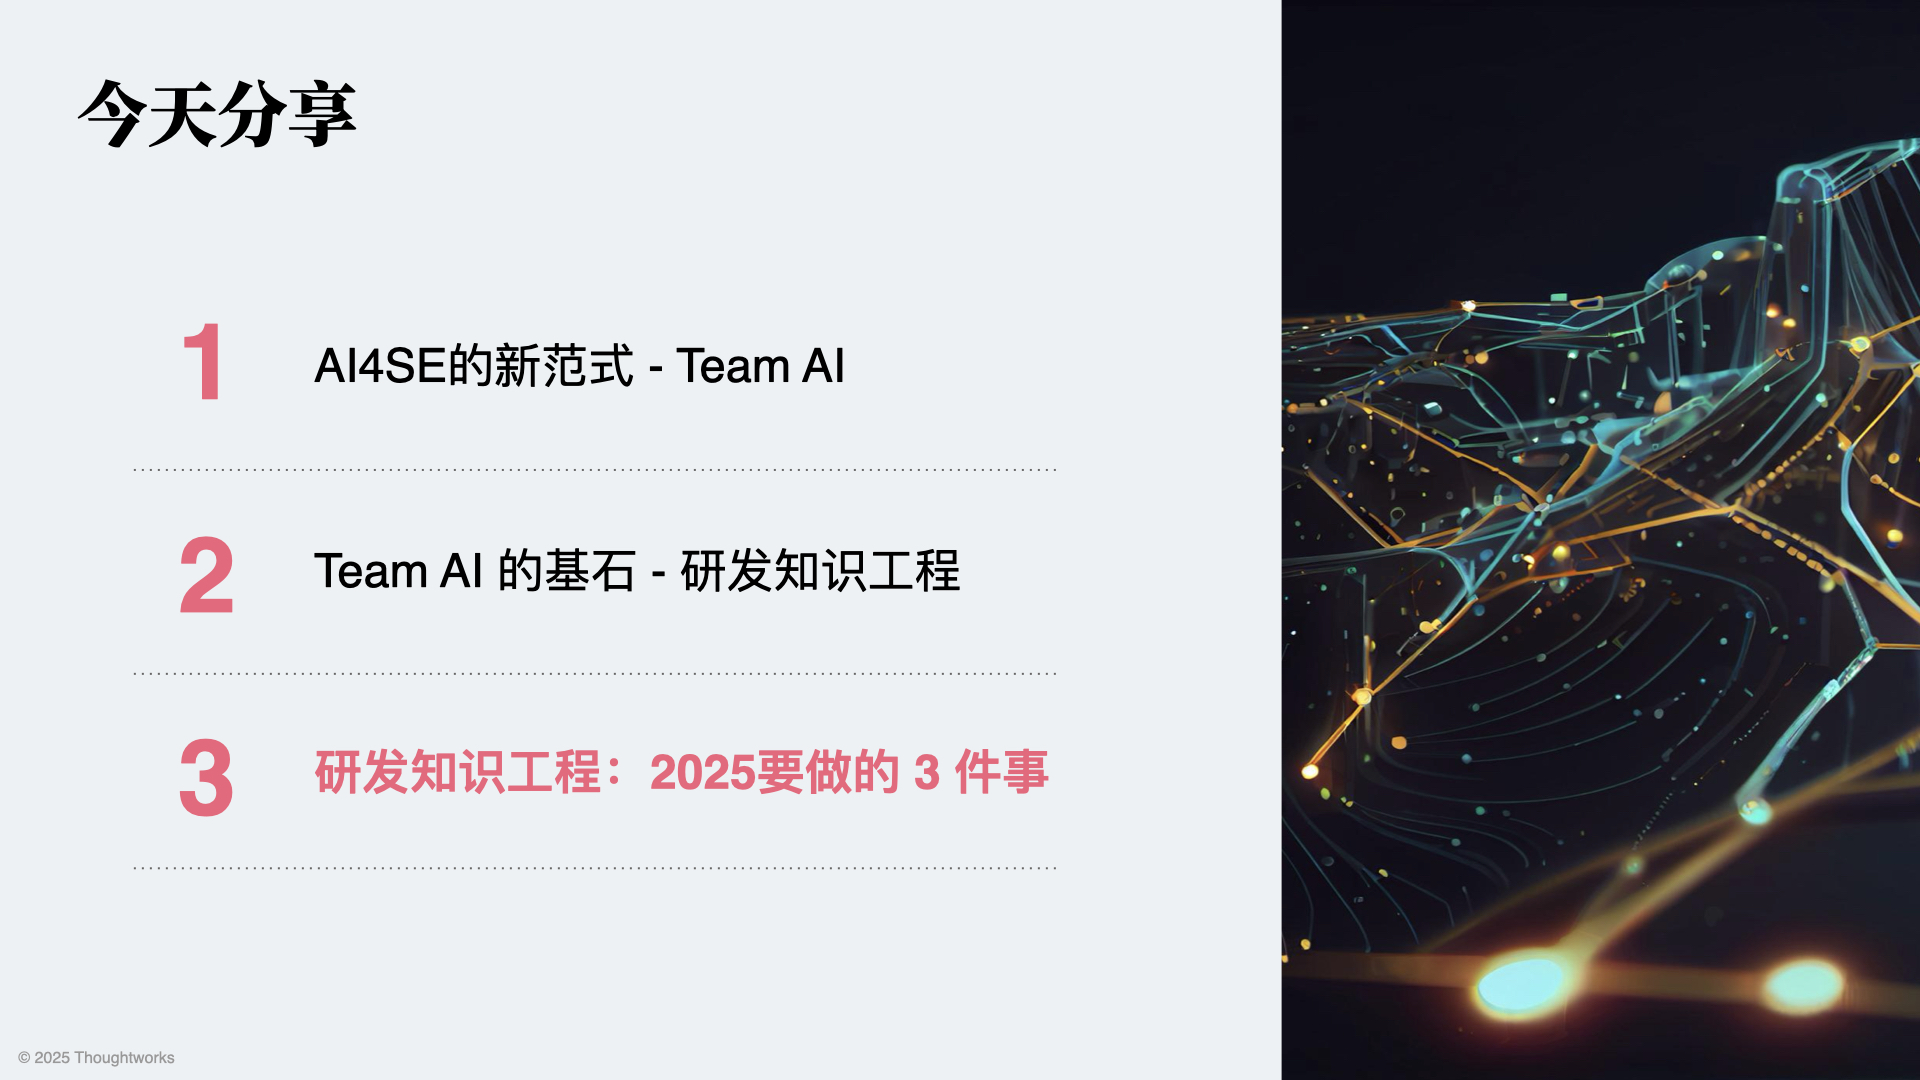 今天分享
1
AI4SE的新范式 - Team AI
2
Team AI 的基石 - 研发知识工程
3
研发知识工程：2025要做的 3 件事
© 2025 Thoughtworks